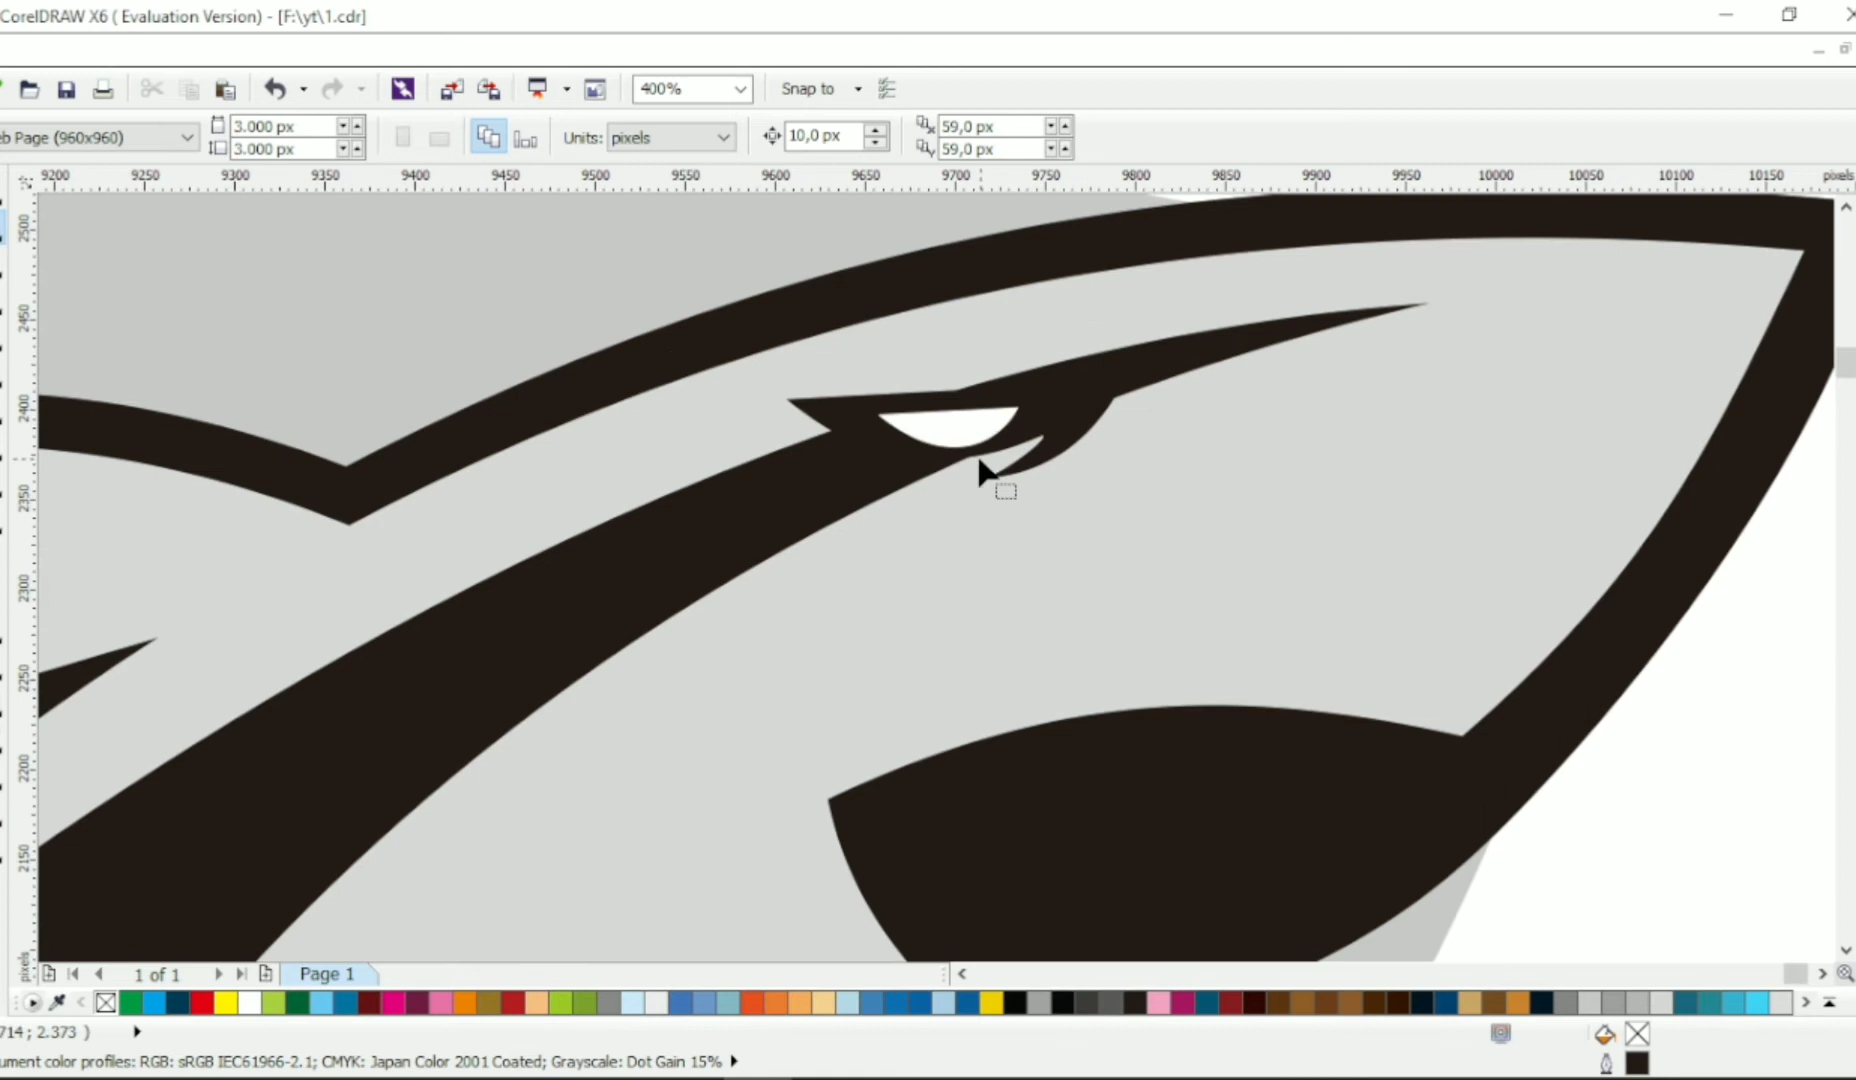 CorelDRAW X6 ( Evaluation Version) - [F:\yt\1.cdr]
400% Snap to
eb Page (960x960) 3.000 px 3.000 px Units: pixels 10,0 px 59,0 px 59,0 px
9200 9250 9300 9350 9400 9450 9500 9550 9600 9650 9700 9750 9800 9850 9900 9950 10000 10050 10100 10150 pixels
2500
2450
2400
2350
2300
2250
2200
2150
pixels
1 of 1 Page 1
714; 2.373 )
ument color profiles: RGB: sRGB IEC61966-2.1; CMYK: Japan Color 2001 Coated; Grayscale: Dot Gain 15%